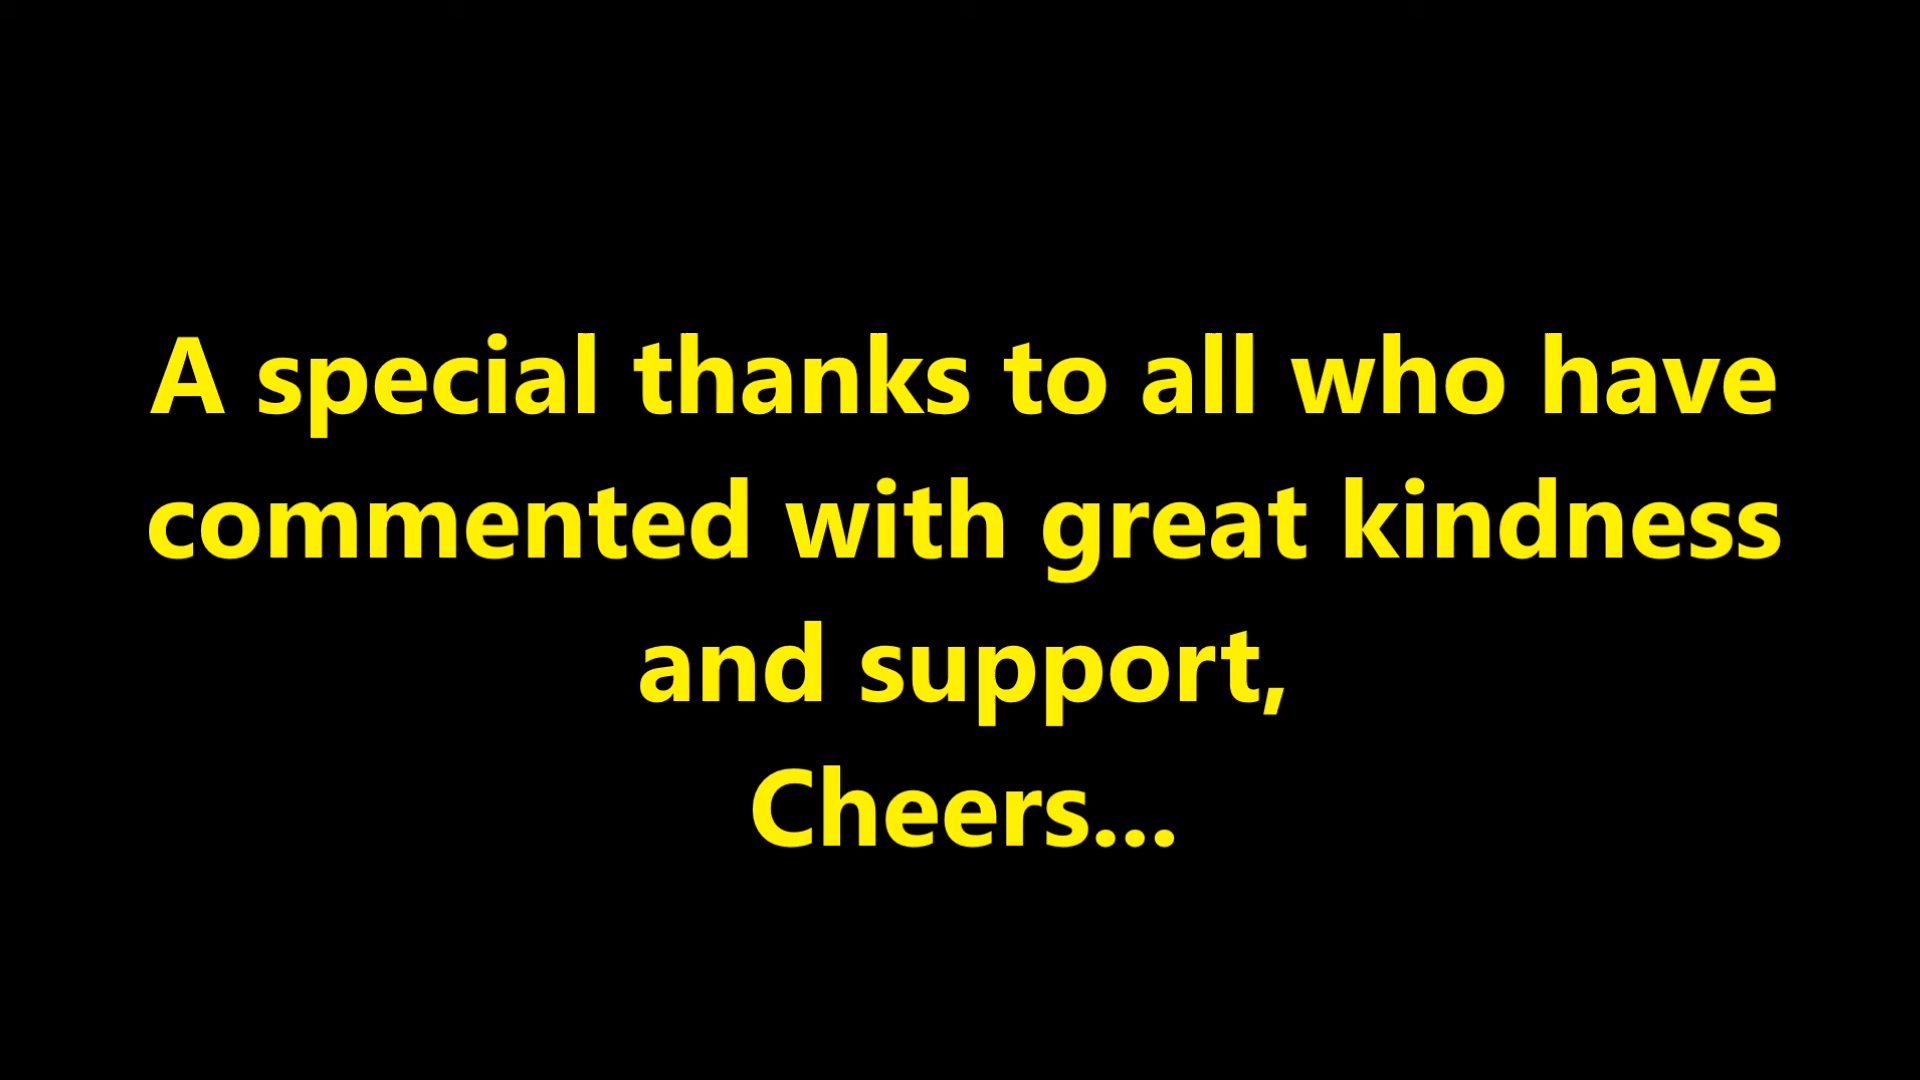 A special thanks to all who have
commented with great kindness
and support,
Cheers...